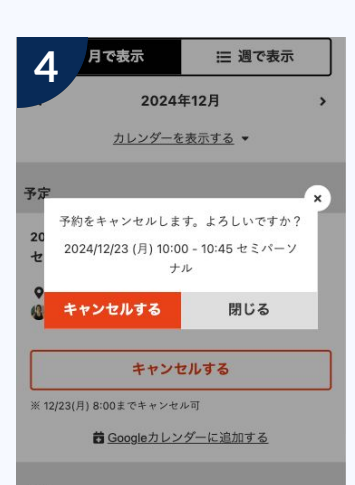 4
月で表示
週で表示
2024年12月
カレンダーを表示する
予定
予約をキャンセルします。よろしいですか？
20
2024/12/23 (月) 10:00 - 10:45 セミパーソ
セ
ナル
キャンセルする
閉じる
キャンセルする
※ 12/23(月) 8:00までキャンセル可
Googleカレンダーに追加する